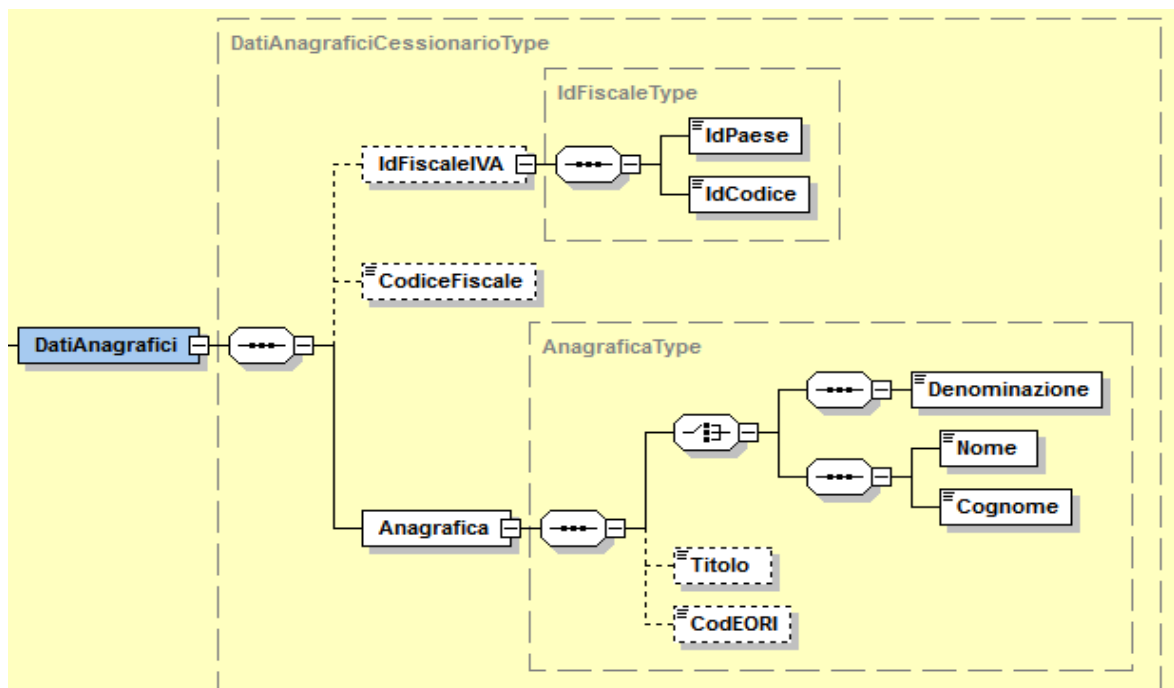 DatiAnagraficiCessionarioType
IdFiscaleType
IdPaese
IdFiscaleIVA
IdCodice
CodiceFiscale
DatiAnagrafici
AnagraficaType
Denominazione
Nome
Cognome
Anagrafica
Titolo
CodEORI